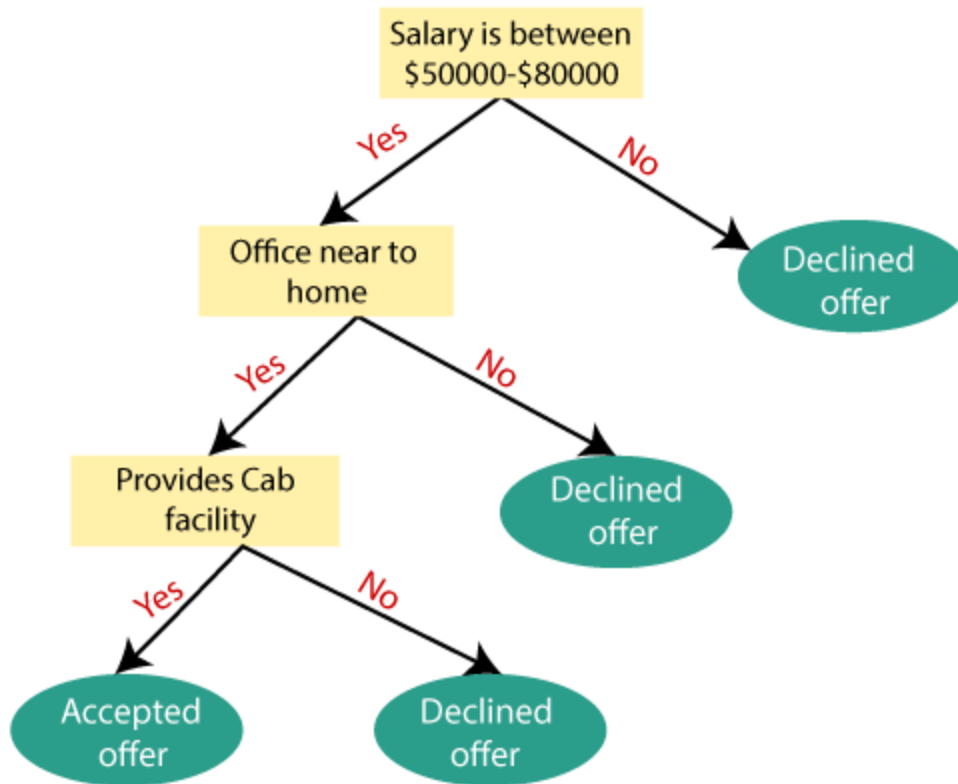 Salary is between
$50000-$80000
Yes
No
Office near to
home
Declined
offer
Yes
No
Provides Cab
facility
Declined
offer
Yes
No
Accepted
offer
Declined
offer